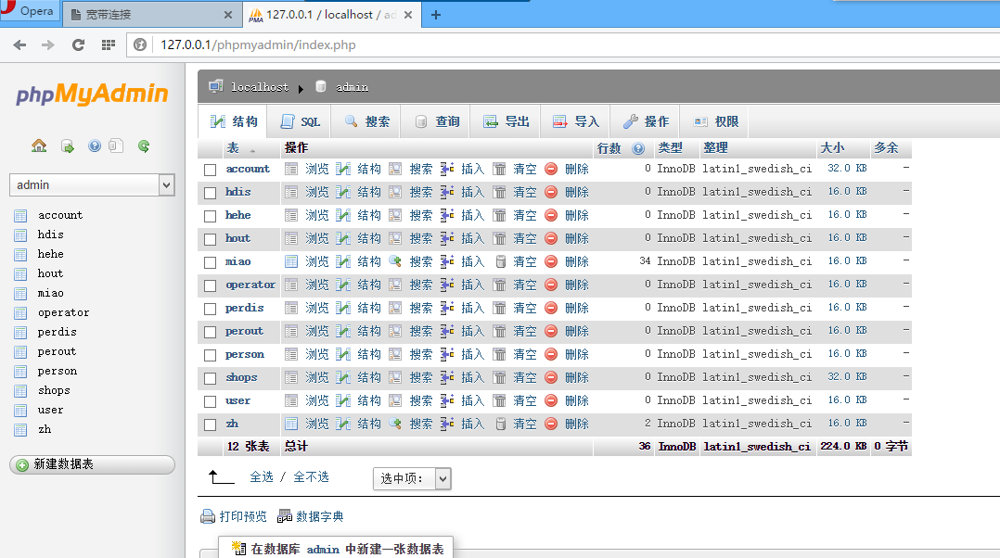 Opera 宽带连接 127.0.0.1 / localhost / ad
127.0.0.1/phpmyadmin/index.php
phpMyAdmin
admin
account
hdis
hehe
hout
miao
operator
perdis
perout
person
shops
user
zh
新建数据表
localhost admin
结构 SQL 搜索 查询 导出 导入 操作 权限
表 操作 行数 类型 整理 大小 多余
account 浏览 结构 搜索 插入 清空 删除 0 InnoDB latin1_swedish_ci 32.0 KB -
hdis 浏览 结构 搜索 插入 清空 删除 0 InnoDB latin1_swedish_ci 16.0 KB -
hehe 浏览 结构 搜索 插入 清空 删除 0 InnoDB latin1_swedish_ci 16.0 KB -
hout 浏览 结构 搜索 插入 清空 删除 0 InnoDB latin1_swedish_ci 16.0 KB -
miao 浏览 结构 搜索 插入 清空 删除 34 InnoDB latin1_swedish_ci 16.0 KB -
operator 浏览 结构 搜索 插入 清空 删除 0 InnoDB latin1_swedish_ci 16.0 KB -
perdis 浏览 结构 搜索 插入 清空 删除 0 InnoDB latin1_swedish_ci 16.0 KB -
perout 浏览 结构 搜索 插入 清空 删除 0 InnoDB latin1_swedish_ci 16.0 KB -
person 浏览 结构 搜索 插入 清空 删除 0 InnoDB latin1_swedish_ci 16.0 KB -
shops 浏览 结构 搜索 插入 清空 删除 0 InnoDB latin1_swedish_ci 32.0 KB -
user 浏览 结构 搜索 插入 清空 删除 0 InnoDB latin1_swedish_ci 16.0 KB -
zh 浏览 结构 搜索 插入 清空 删除 2 InnoDB latin1_swedish_ci 16.0 KB -
12 张表 总计 36 InnoDB latin1_swedish_ci 224.0 KB 0 字节
全选 / 全不选 选中项：
打印预览 数据字典
在数据库 admin 中新建一张数据表